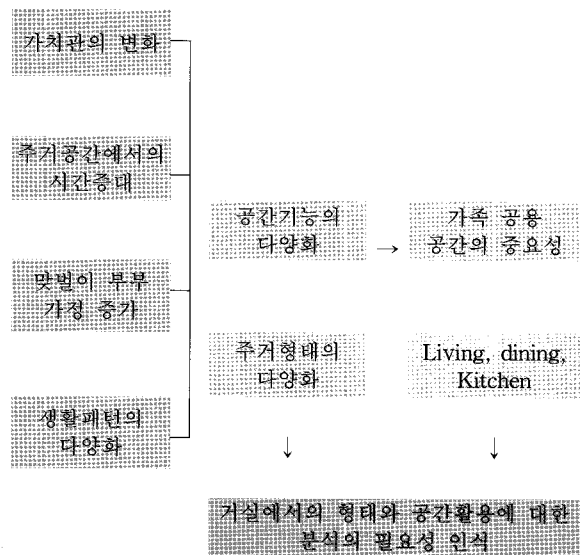 가치관의 변화
주거공간에서의
시간증대
맞벌이 부부
가정 증가
생활패턴의
다양화
공간기능의
다양화
→
가족 공용
공간의 중요성
주거형태의
다양화
Living, dining,
Kitchen
↓ ↓
거실에서의 형태와 공간활용에 대한
분석의 필요성 인식